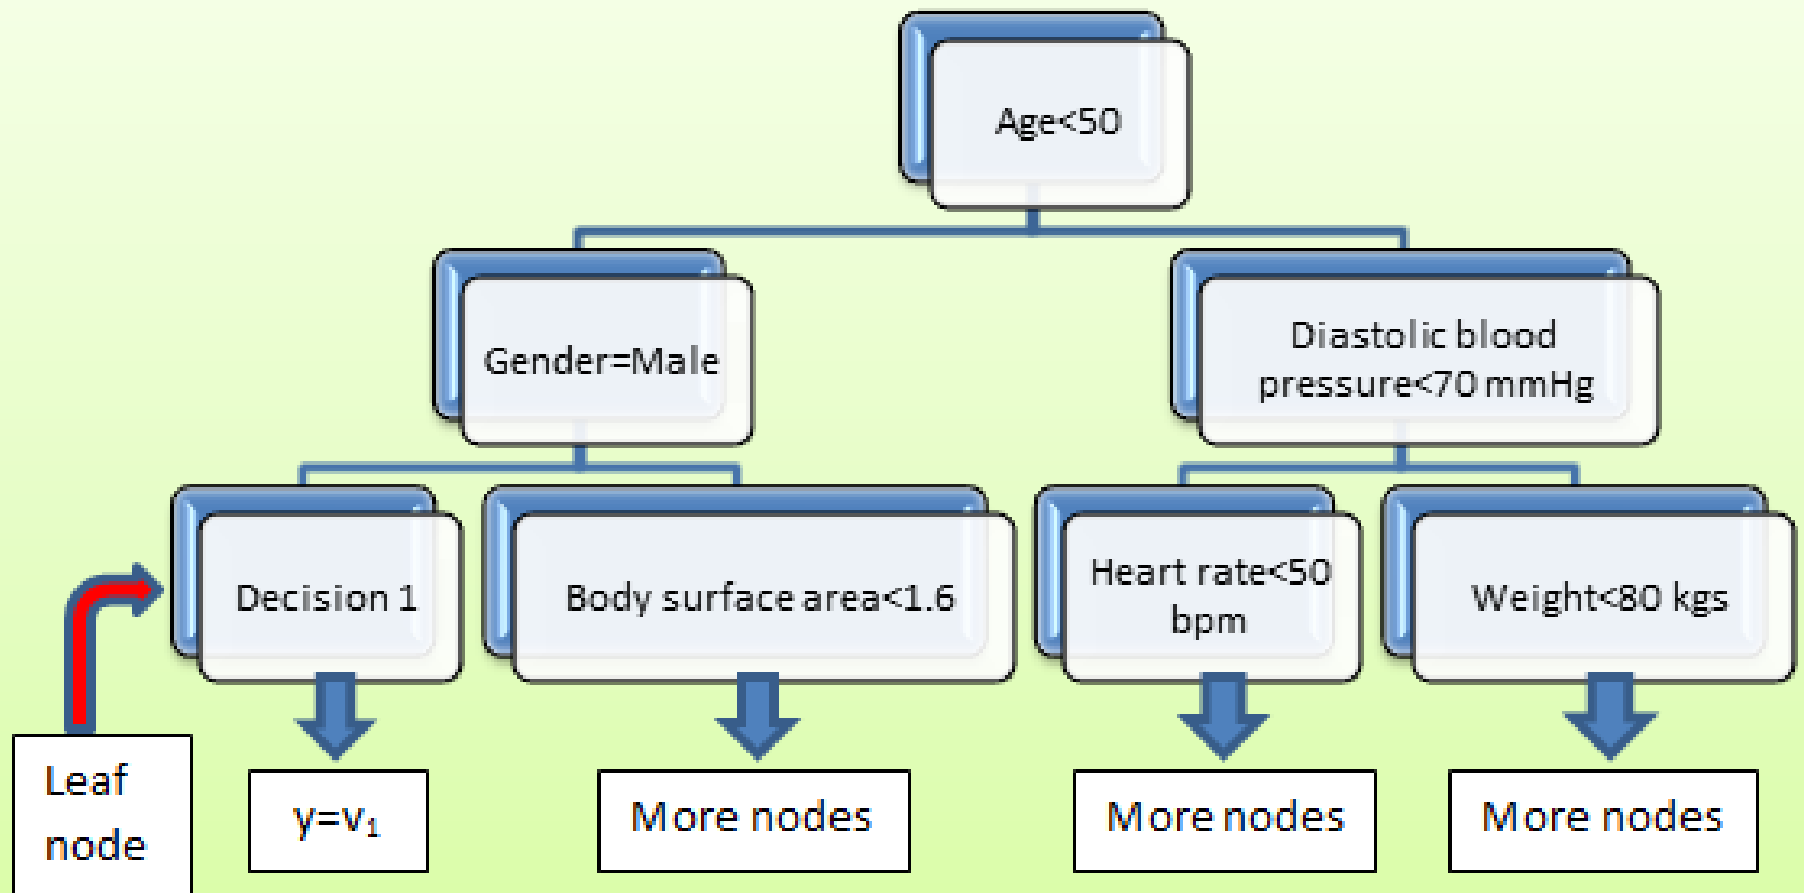 Age<50
Gender=Male
Diastolic blood
pressure<70 mmHg
Decision 1
Body surface area<1.6
Heart rate<50
bpm
Weight<80 kgs
Leaf
node
y=v₁
More nodes
More nodes
More nodes